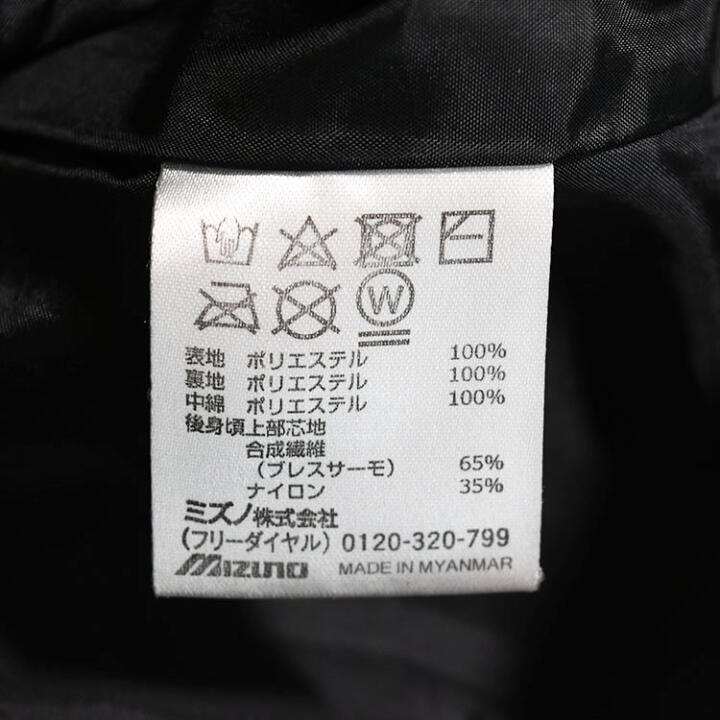 W
表地 ポリエステル 100%
裏地 ポリエステル 100%
中綿 ポリエステル 100%
後身頃上部芯地
合成繊維
(ブレスサーモ) 65%
ナイロン 35%
ミズノ株式会社
(フリーダイヤル) 0120-320-799
mizuno MADE IN MYANMAR